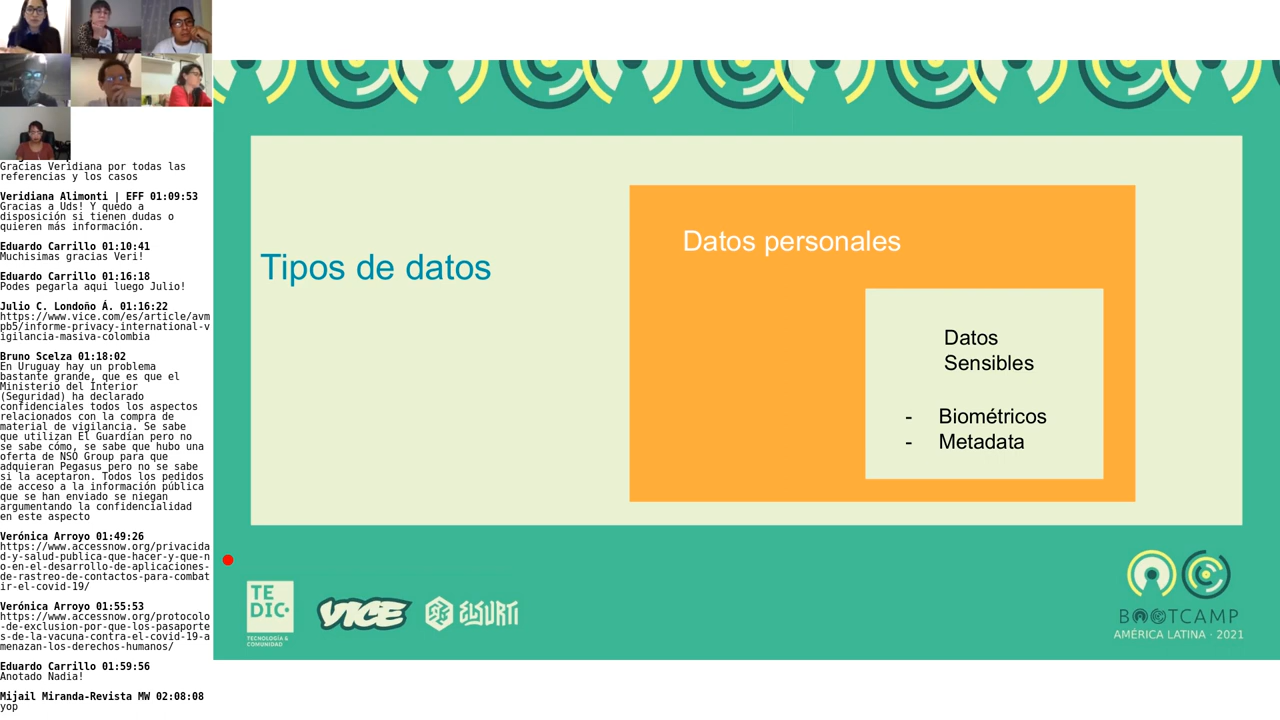 Gracias Veridiana por todas las
referencias y los casos
Veridiana Alimonti | EFF 01:09:53
Gracias a Uds! Y quedo a
disposición si tienen dudas o
quieren más información.
Eduardo Carrillo 01:10:41
Muchísimas gracias Veri!
Eduardo Carrillo 01:16:18
Podes pegarla aqui luego Julio!
Julio C. Londoño Á. 01:16:22
https://www.vice.com/es/article/avm
pb5/informe-privacy-international-v
igilancia-masiva-colombia
Bruno Scelza 01:18:02
En Uruguay hay un problema
bastante grande, que es que el
Ministerio del Interior
(Seguridad) ha declarado
confidenciales todos los aspectos
relacionados con la compra de
material de vigilancia. Se sabe
que utilizan El Guardían pero no
se sabe cómo, se sabe que hubo una
oferta de NSO Group para que
adquieran Pegasus pero no se sabe
si la aceptaron. Todos los pedidos
de acceso a la información pública
que se han enviado se niegan
argumentando la confidencialidad
en este aspecto
Verónica Arroyo 01:49:26
https://www.accessnow.org/privacida
d-y-salud-publica-que-hacer-y-que-n
o-en-el-desarrollo-de-aplicaciones-
de-rastreo-de-contactos-para-combat
ir-el-covid-19/
Verónica Arroyo 01:55:53
https://www.accessnow.org/protocolo
-de-exclusion-por-que-los-pasaporte
s-de-la-vacuna-contra-el-covid-19-a
menazan-los-derechos-humanos/
Eduardo Carrillo 01:59:56
Anotado Nadia!
Mijail Miranda-Revista MW 02:08:08
yop
Tipos de datos
Datos personales
Datos
Sensibles
- Biométricos
- Metadata
TE
DIC
TECNOLOGÍA &
COMUNIDAD
VICE
ELSURTI
BOOTCAMP
AMÉRICA LATINA · 2021